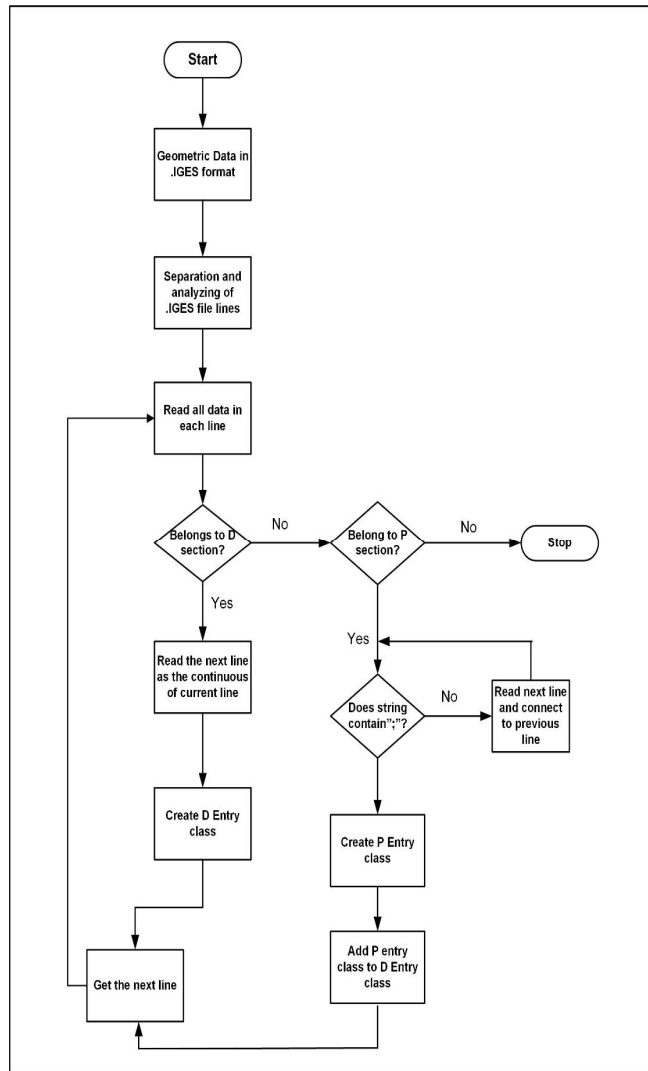 Start
Geometric Data in
.IGES format
Separation and
analyzing of
.IGES file lines
Read all data in
each line
Belongs to D
section?
No
Belong to P
section?
No
Stop
Yes
Read the next line
as the continuous
of current line
Yes
Does string
contain";"?
No
Read next line
and connect
to previous
line
Create D Entry
class
Create P Entry
class
Get the next line
Add P entry
class to D Entry
class